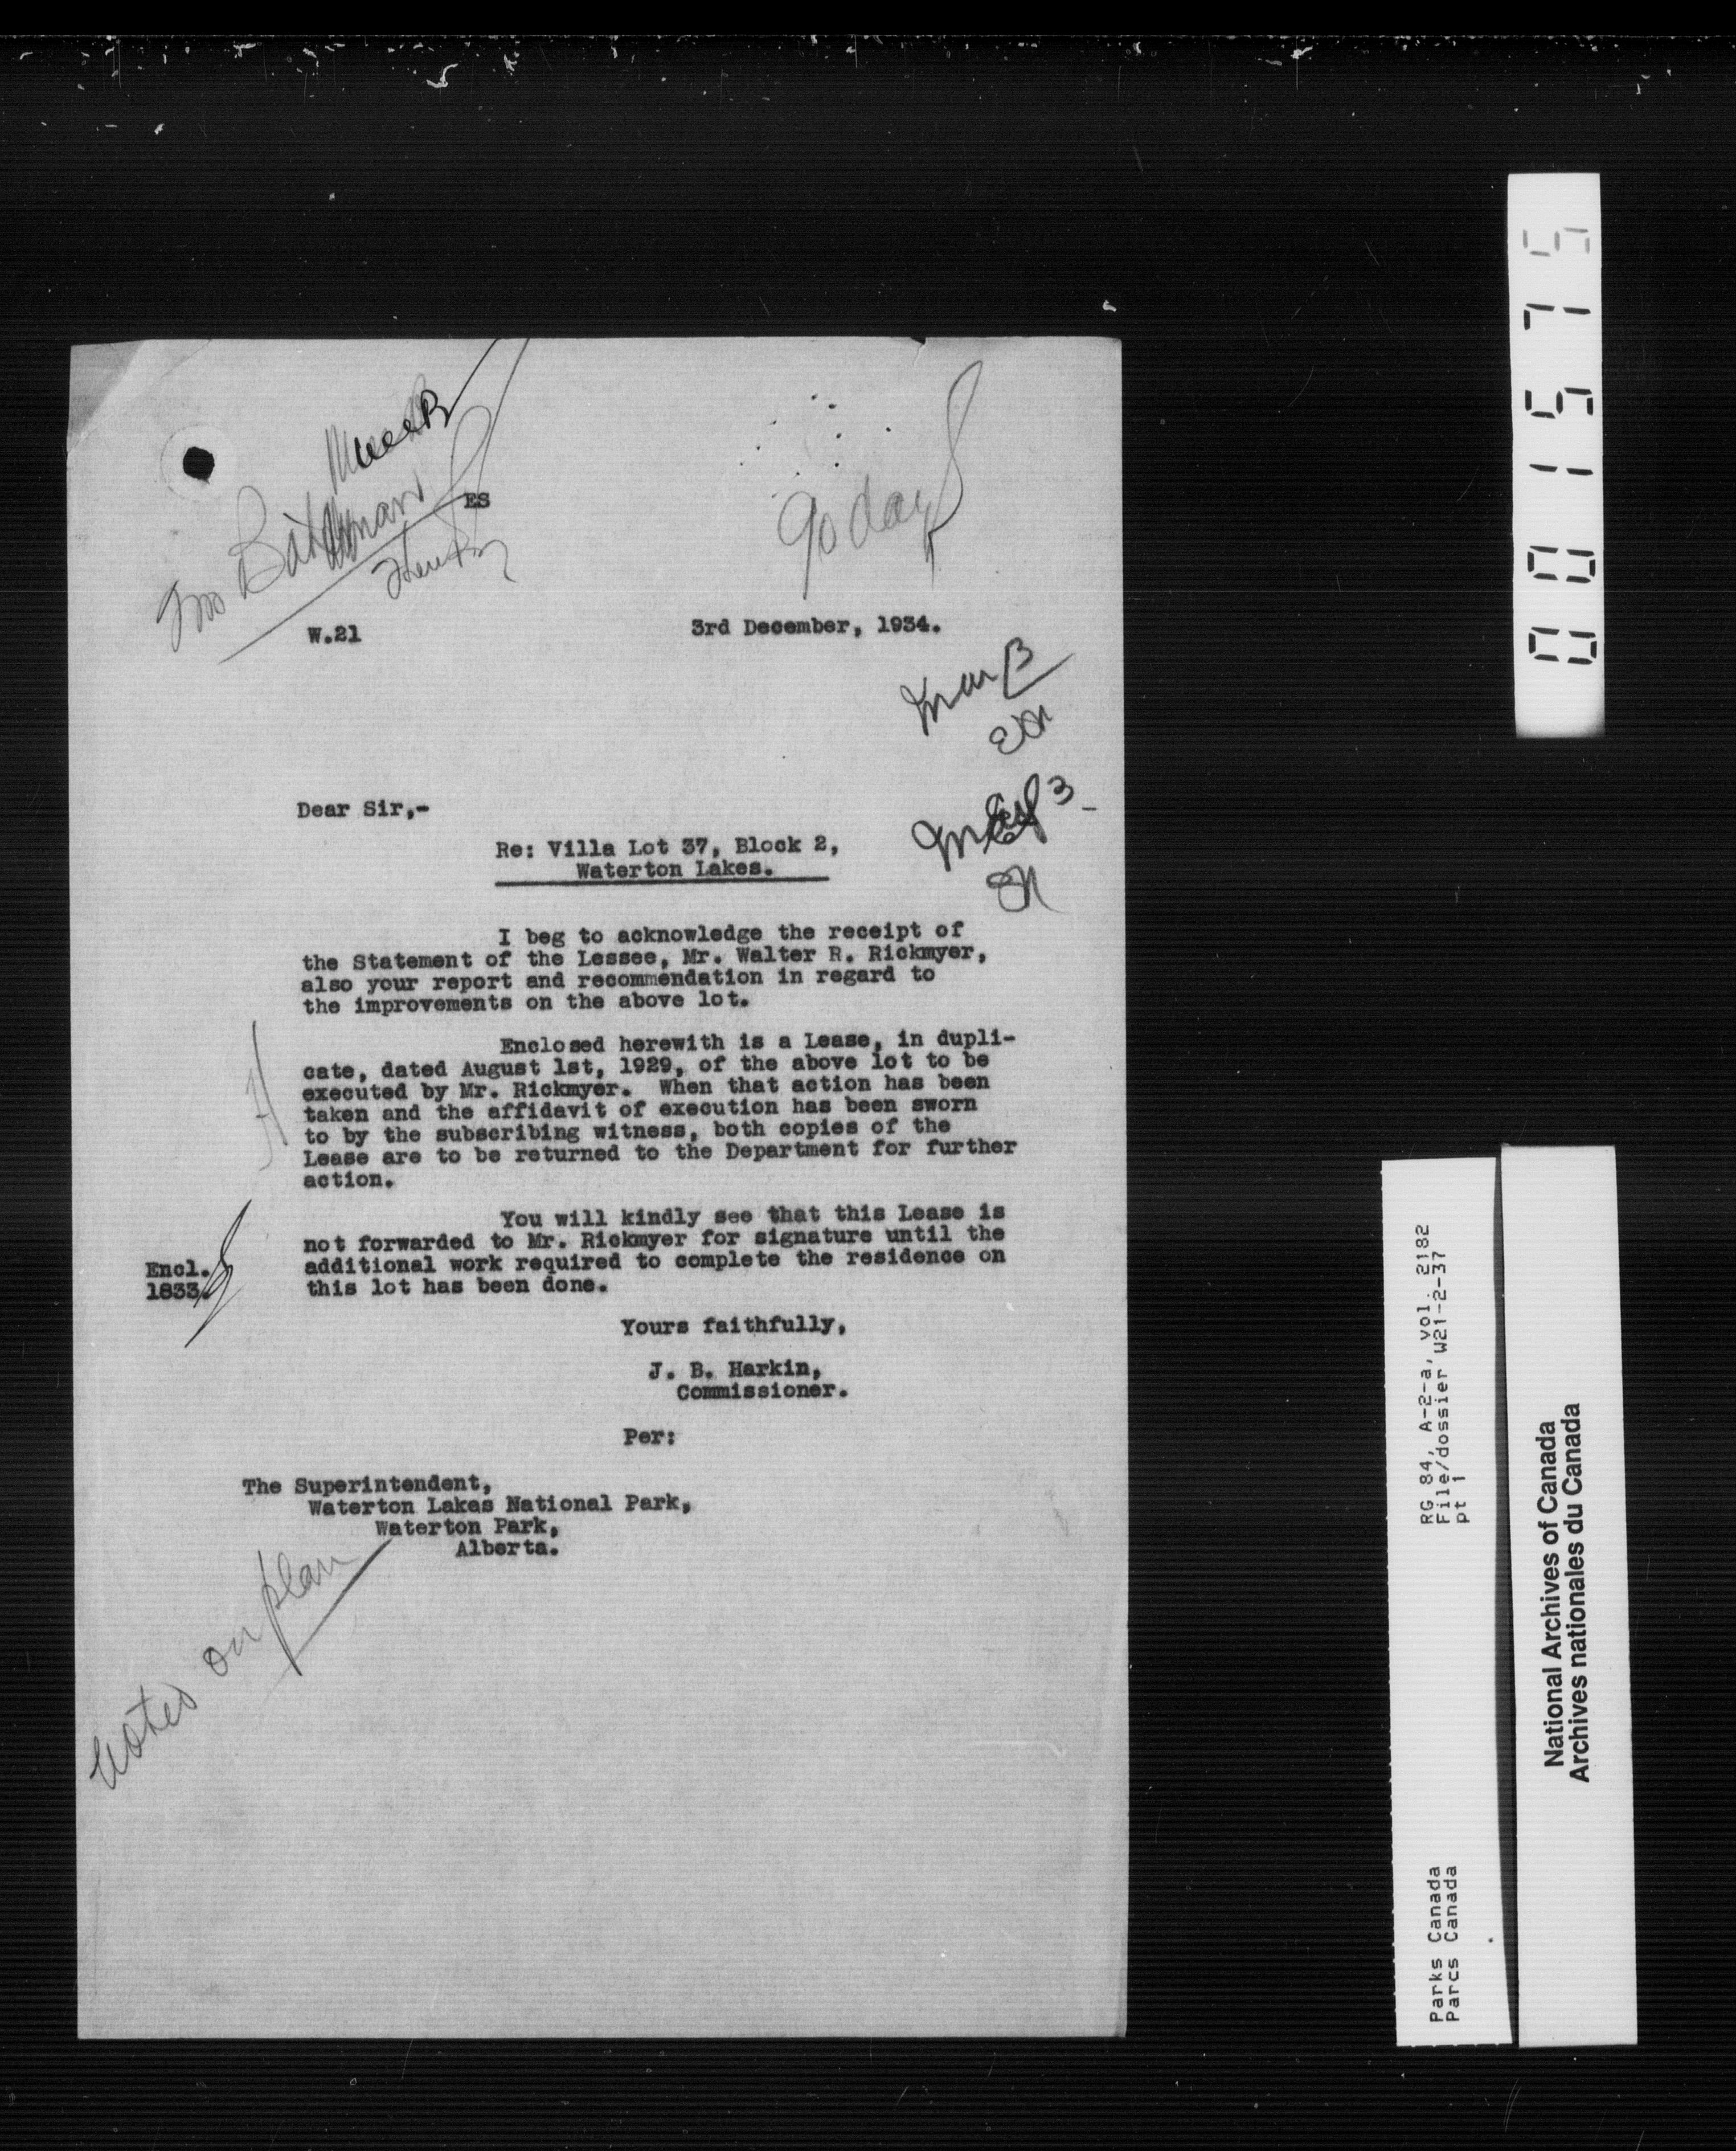 ES
90 days
W.21
3rd December, 1934.
Mar 3
Dear Sir,-
Re: Villa Lot 37, Block 2,
Waterton Lakes.
I beg to acknowledge the receipt of
the Statement of the Lessee, Mr. Walter R. Rickmyer,
also your report and recommendation in regard to
the improvements on the above lot.
Enclosed herewith is a Lease, in dupli-
cate, dated August 1st, 1929, of the above lot to be
executed by Mr. Rickmyer. When that action has been
taken and the affidavit of execution has been sworn
to by the subscribing witness, both copies of the
Lease are to be returned to the Department for further
action.
You will kindly see that this Lease is
not forwarded to Mr. Rickmyer for signature until the
additional work required to complete the residence on
this lot has been done.
Encl.
1833.
Yours faithfully,
J. B. Harkin,
Commissioner.
Per:
The Superintendent,
Waterton Lakes National Park,
Waterton Park,
Alberta.
Notes on plan
001575
RG 84, A-2-a, vol. 2182
File/dossier W21-2-37
pt 1
Parks Canada
Parcs Canada
National Archives of Canada
Archives nationales du Canada